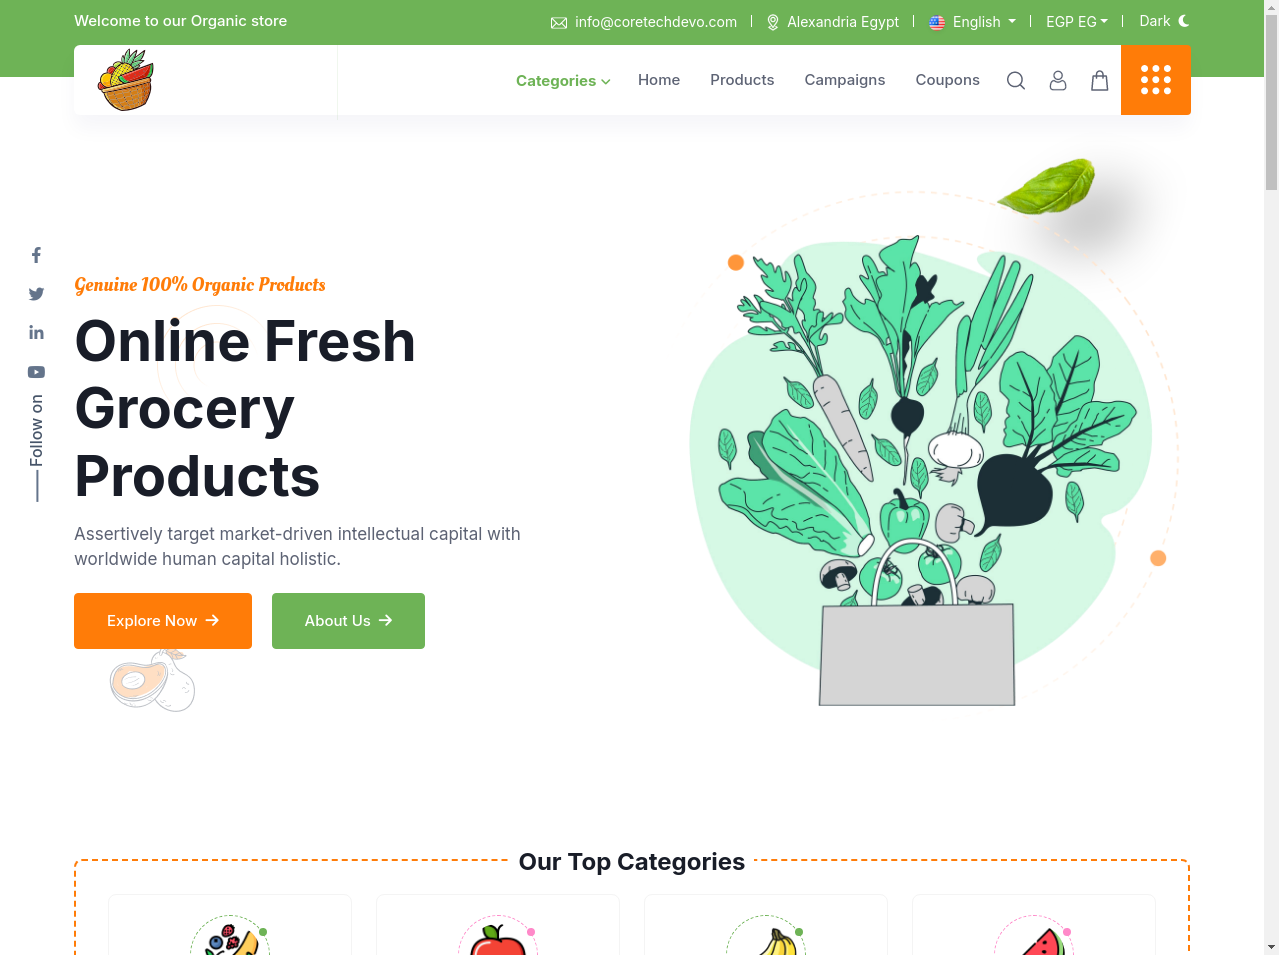 Welcome to our Organic store
info@coretechdevo.com
Alexandria Egypt
English
EGP EG
Dark
Categories
Home
Products
Campaigns
Coupons
Follow on
Genuine 100% Organic Products
Online Fresh
Grocery
Products
Assertively target market-driven intellectual capital with
worldwide human capital holistic.
Explore Now
About Us
Our Top Categories